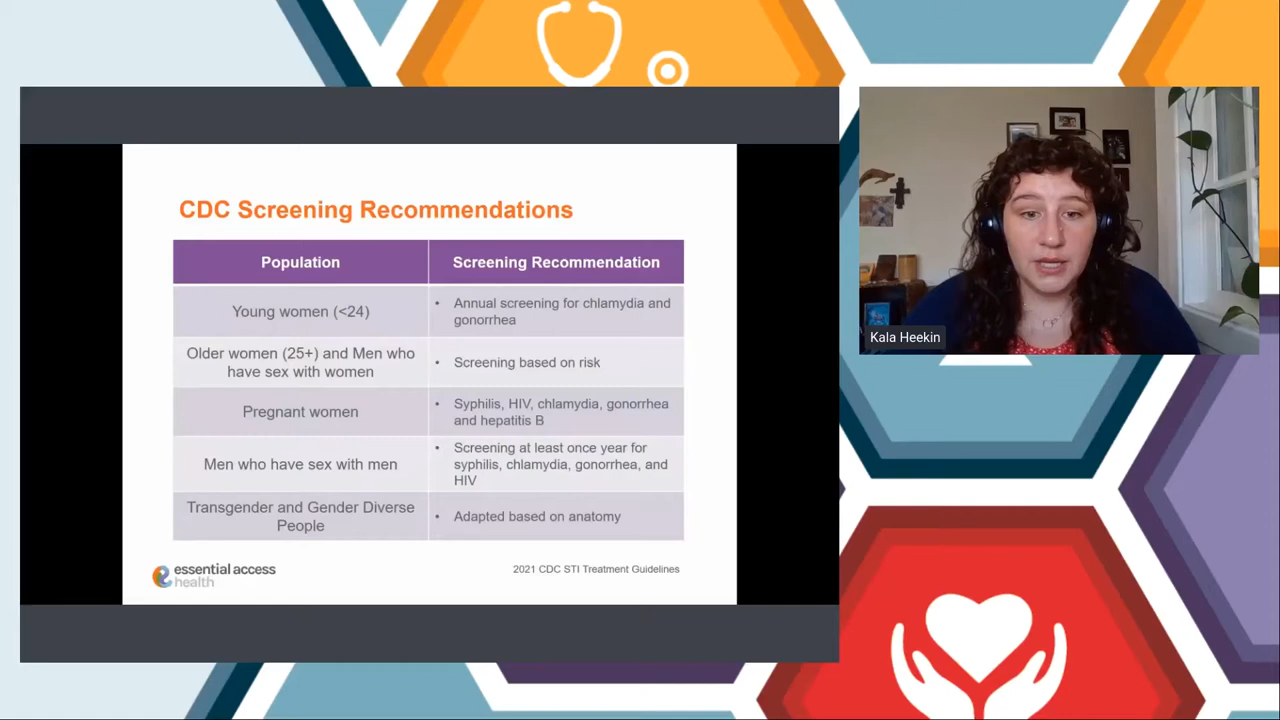 CDC Screening Recommendations
Population
Screening Recommendation
Young women (<24)
• Annual screening for chlamydia and
gonorrhea
Older women (25+) and Men who
have sex with women
• Screening based on risk
Pregnant women
• Syphilis, HIV, chlamydia, gonorrhea
and hepatitis B
Men who have sex with men
• Screening at least once year for
syphilis, chlamydia, gonorrhea, and
HIV
Transgender and Gender Diverse
People
• Adapted based on anatomy
essential access
health
2021 CDC STI Treatment Guidelines
Kala Heekin